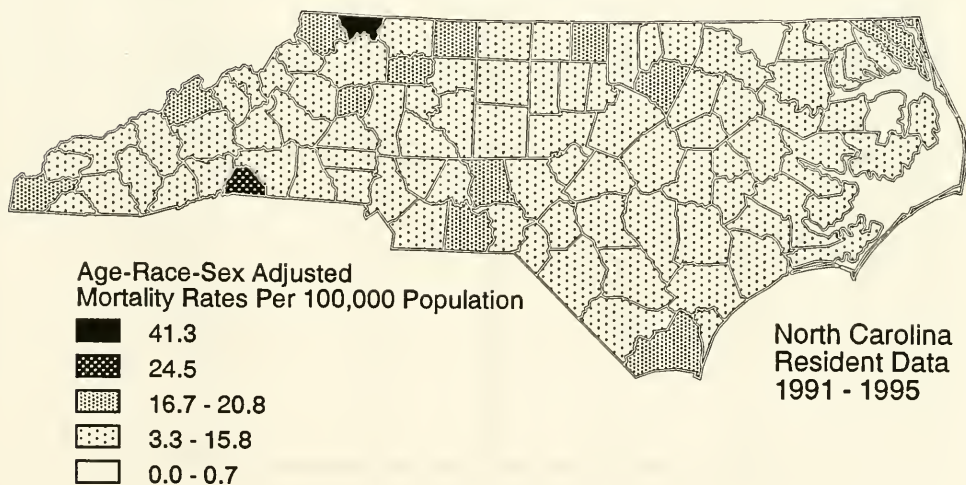 Age-Race-Sex Adjusted
Mortality Rates Per 100,000 Population
41.3
24.5
16.7 - 20.8
3.3 - 15.8
0.0 - 0.7
North Carolina
Resident Data
1991 - 1995